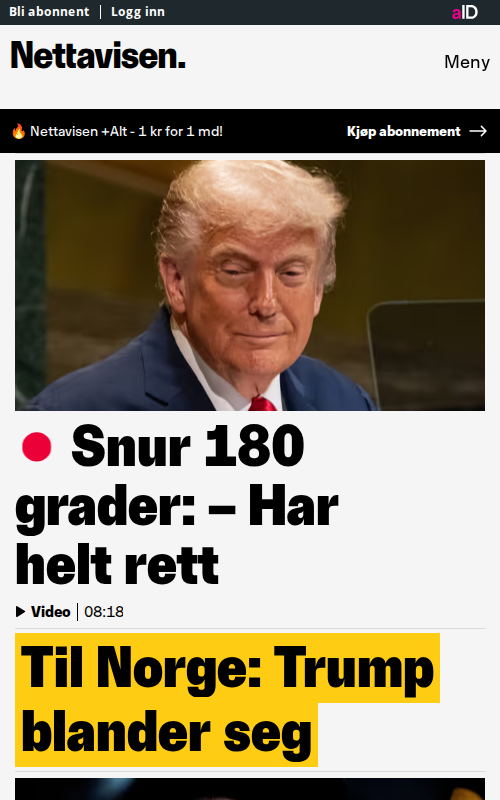 Bli abonnent | Logg inn
aID
Nettavisen.
Meny
🔥 Nettavisen +Alt - 1 kr for 1 md!
Kjøp abonnement →
Snur 180
grader: – Har
helt rett
Video | 08:18
Til Norge: Trump
blander seg